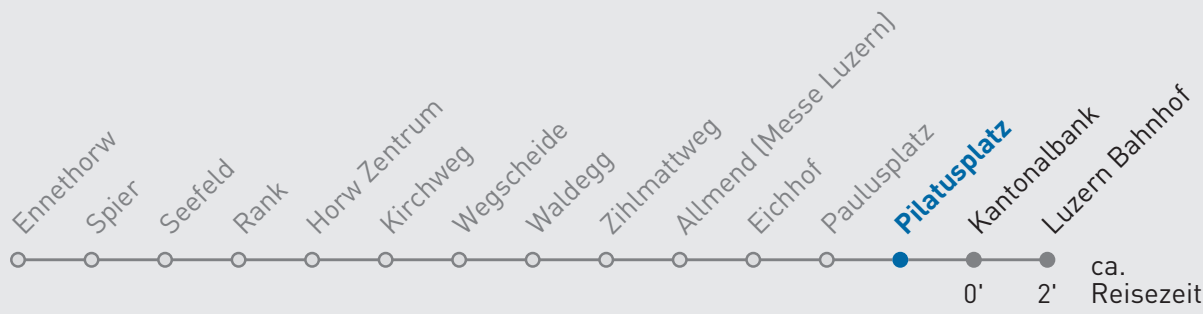 Ennethorw
Spier
Seefeld
Rank
Horw Zentrum
Kirchweg
Wegscheide
Waldegg
Zihlmattweg
Allmend (Messe Luzern)
Eichhof
Paulusplatz
Pilatusplatz
Kantonalbank
Luzern Bahnhof
0' 2' ca.
Reisezeit